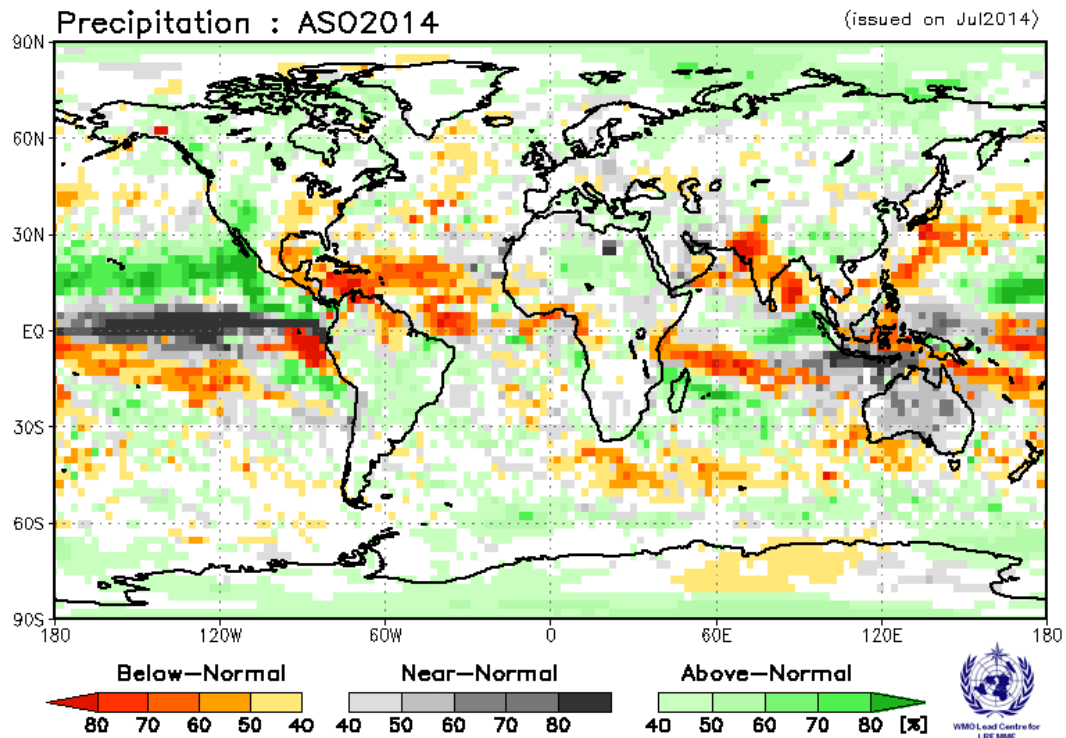 Precipitation : ASO2014
(issued on Jul2014)
90N
60N
30N
EQ
30S
60S
90S
180 120W 60W 0 60E 120E 180
Below-Normal Near-Normal Above-Normal
80 70 60 50 40 40 50 60 70 80 40 50 60 70 80 [%]
WMO Lead Centre for
LRFMME